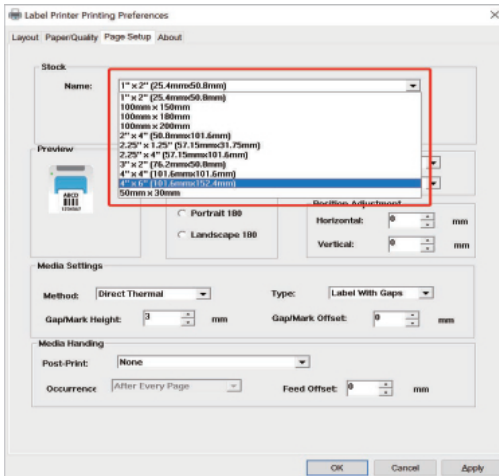 Label Printer Printing Preferences
Layout Paper/Quality Page Setup About
Stock
Name: 1" x 2" (25.4mmx50.8mm)
1" x 2" (25.4mmx50.8mm)
100mm x 150mm
100mm x 180mm
100mm x 200mm
2" x 4" (50.8mmx101.6mm)
2.25" x 1.25" (57.15mmx31.75mm)
2.25" x 4" (57.15mmx101.6mm)
3" x 2" (76.2mmx50.8mm)
4" x 4" (101.6mmx101.6mm)
4" x 6" (101.6mmx152.4mm)
50mm x 30mm
Preview
ABCD
Portrait 180
Landscape 180
Position Adjustment
Horizontal: 0 mm
Vertical: 0 mm
Media Settings
Method: Direct Thermal Type: Label With Gaps
Gap/Mark Height: 3 mm Gap/Mark Offset: 0 mm
Media Handing
Post-Print: None
Occurrence After Every Page Feed Offset: 0 mm
OK Cancel Apply